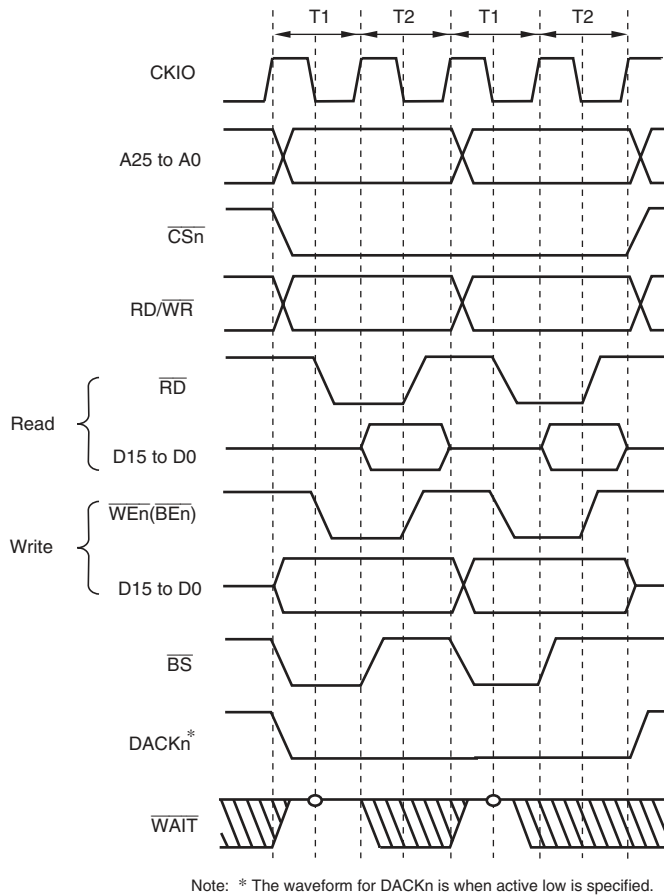 T1 T2 T1 T2
CKIO
A25 to A0
CSn
RD/WR
RD
Read
D15 to D0
WEn(BEn)
Write
D15 to D0
BS
DACKn*
WAIT
Note: * The waveform for DACKn is when active low is specified.